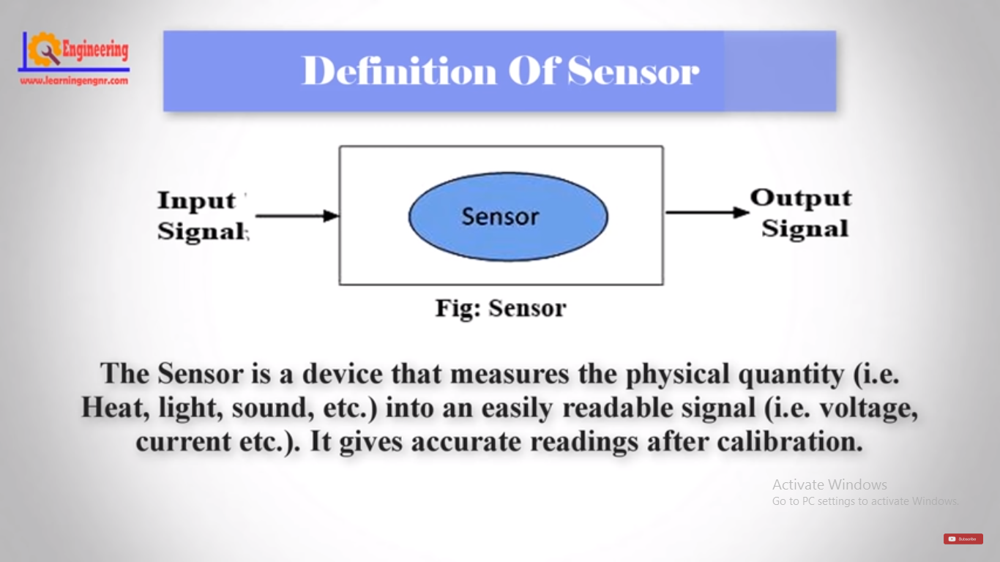 Engineering
www.learningengnr.com
Definition Of Sensor
Input
Signal
Sensor
Output
Signal
Fig: Sensor
The Sensor is a device that measures the physical quantity (i.e.
Heat, light, sound, etc.) into an easily readable signal (i.e. voltage,
current etc.). It gives accurate readings after calibration.
Activate Windows
Go to PC settings to activate Windows.
Subscribe